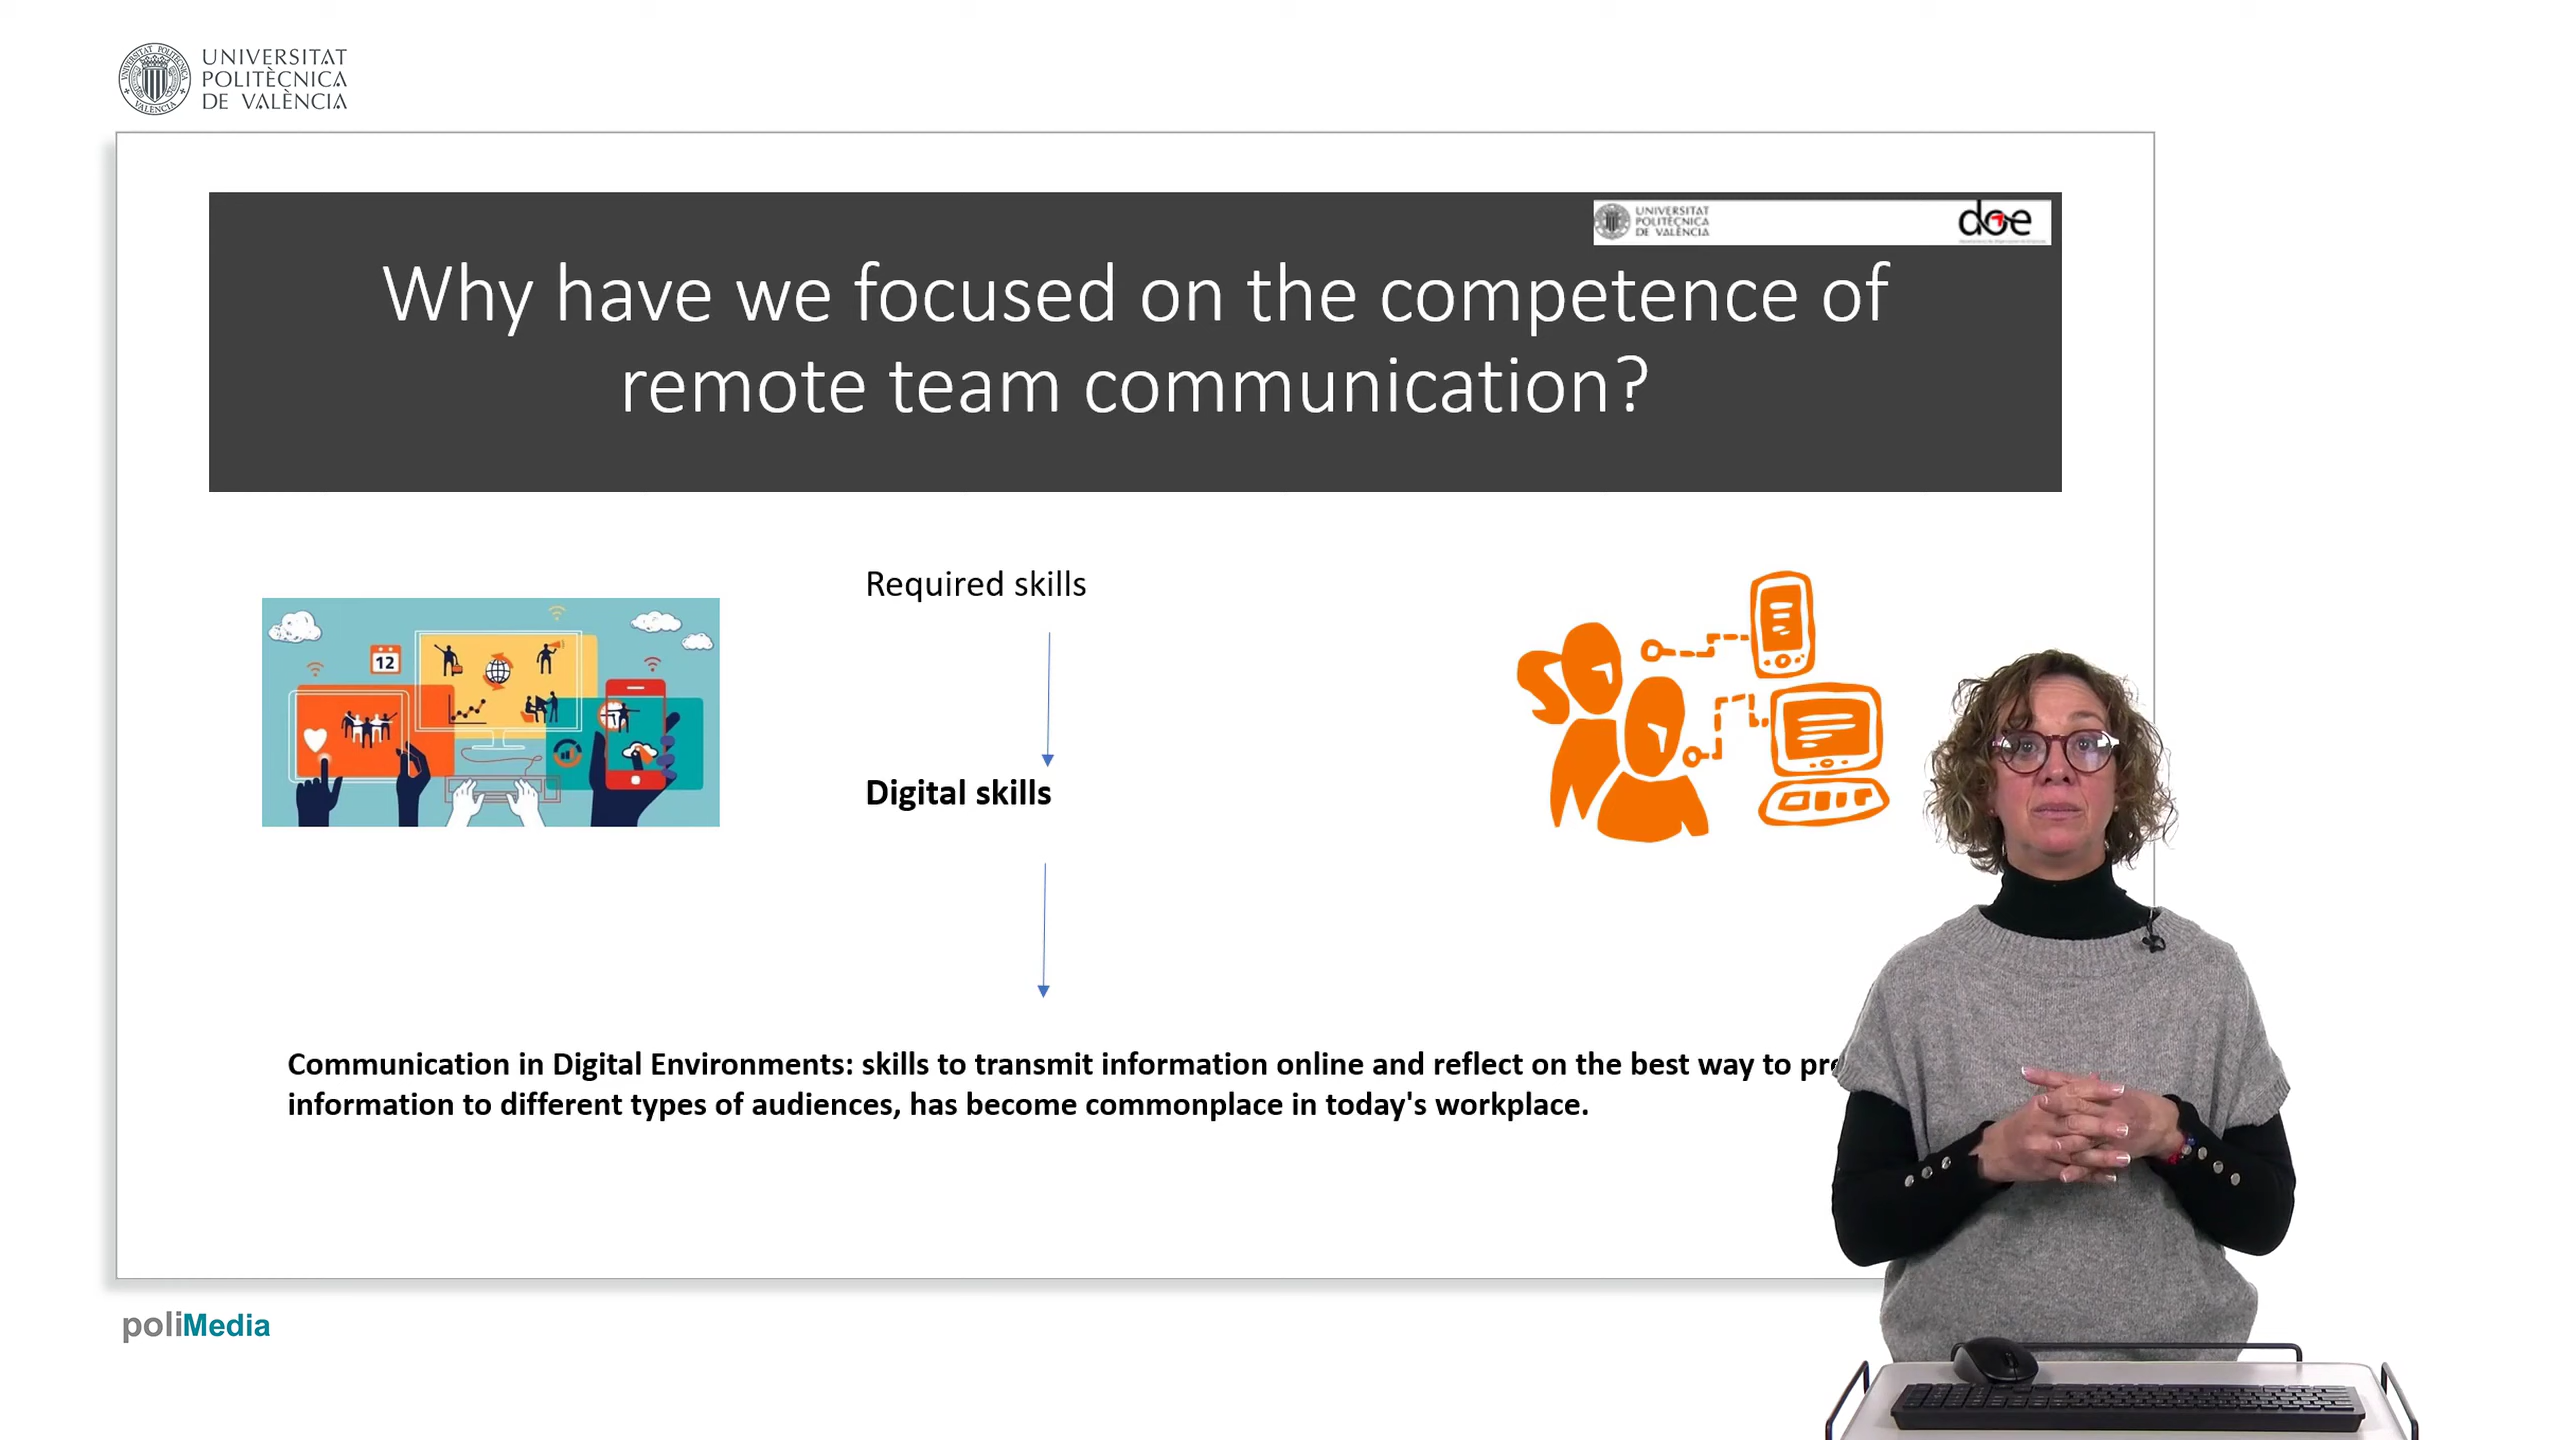 UNIVERSITAT
POLITÈCNICA
DE VALÈNCIA
UNIVERSITAT
POLITÈCNICA
DE VALÈNCIA
doe
Why have we focused on the competence of
remote team communication?
Required skills
12
Digital skills
Communication in Digital Environments: skills to transmit information online and reflect on the best way to
information to different types of audiences, has become commonplace in today's workplace.
poliMedia